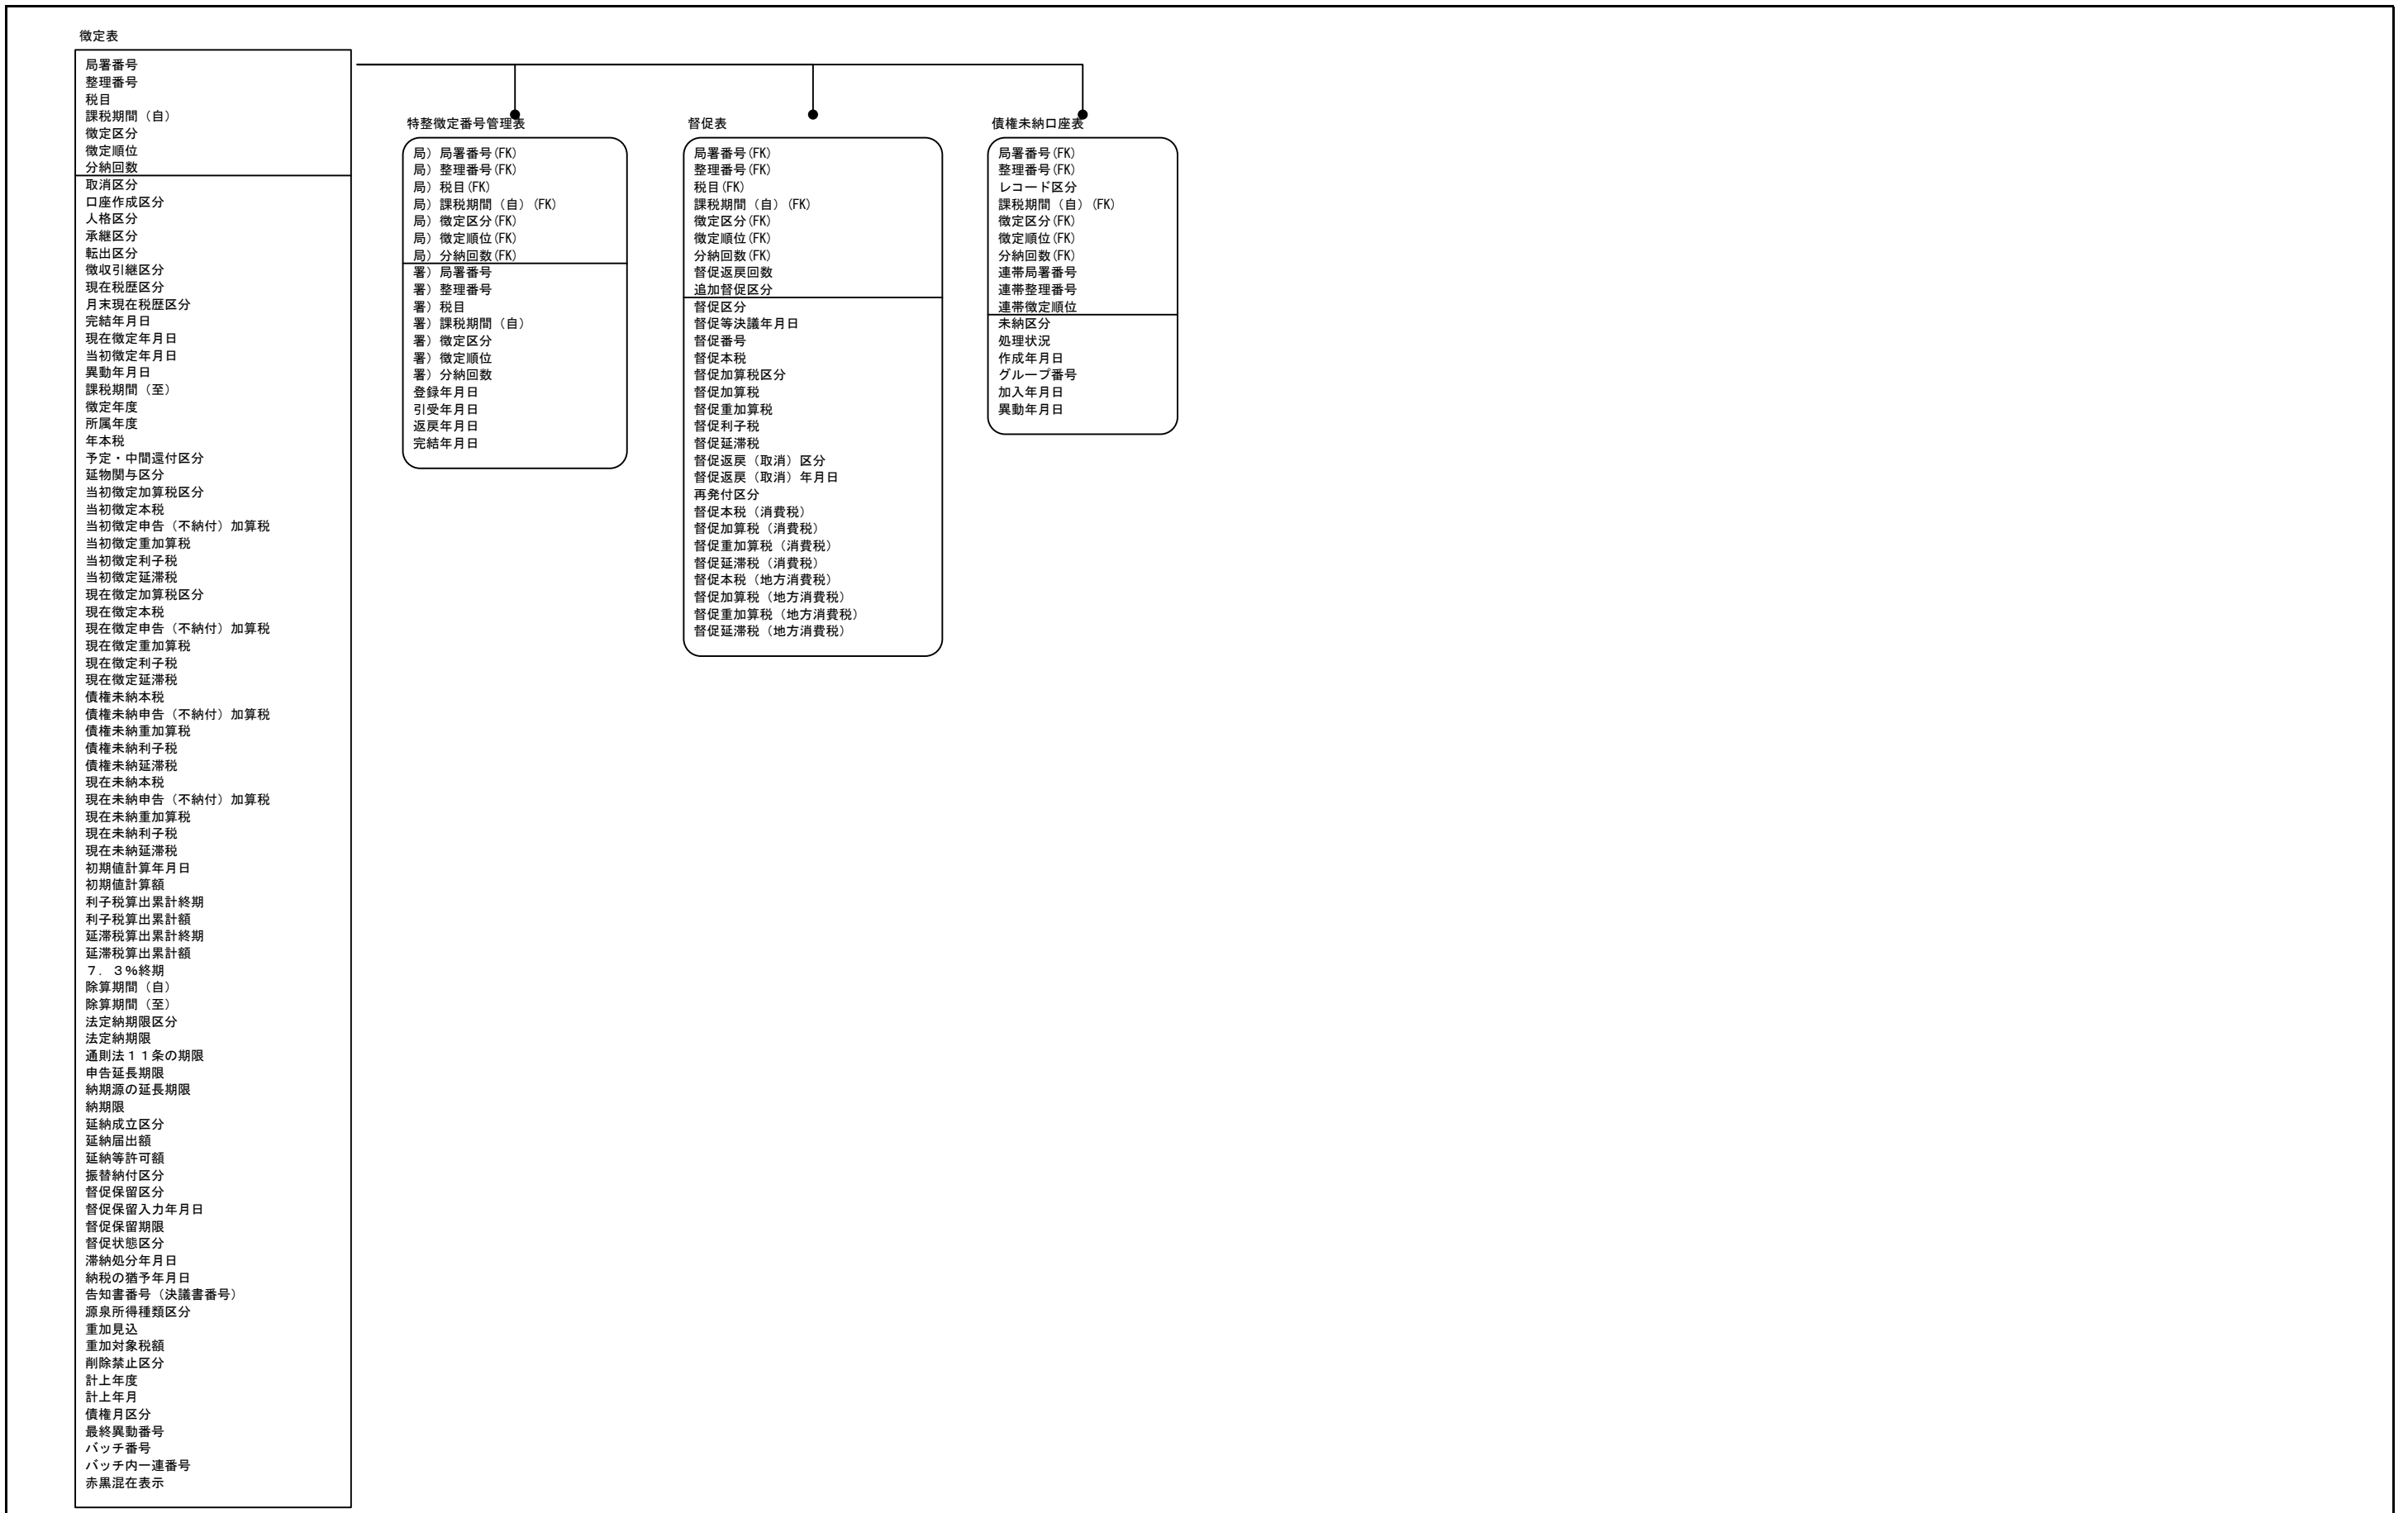 徴定表
局署番号
整理番号
税目
課税期間（自）
徴定区分
徴定順位
分納回数
取消区分
口座作成区分
人格区分
承継区分
転出区分
徴収引継区分
現在税歴区分
月末現在税歴区分
完結年月日
現在徴定年月日
当初徴定年月日
異動年月日
課税期間（至）
徴定年度
所属年度
年本税
予定・中間還付区分
延物関与区分
当初徴定加算税区分
当初徴定本税
当初徴定申告（不納付）加算税
当初徴定重加算税
当初徴定利子税
当初徴定延滞税
現在徴定加算税区分
現在徴定本税
現在徴定申告（不納付）加算税
現在徴定重加算税
現在徴定利子税
現在徴定延滞税
債権未納本税
債権未納申告（不納付）加算税
債権未納重加算税
債権未納利子税
債権未納延滞税
現在未納本税
現在未納申告（不納付）加算税
現在未納重加算税
現在未納利子税
現在未納延滞税
初期値計算年月日
初期値計算額
利子税算出累計終期
利子税算出累計額
延滞税算出累計終期
延滞税算出累計額
７．３％終期
除算期間（自）
除算期間（至）
法定納期限区分
法定納期限
通則法１１条の期限
申告延長期限
納期源の延長期限
納期限
延納成立区分
延納届出額
延納等許可額
振替納付区分
督促保留区分
督促保留入力年月日
督促保留期限
督促状態区分
滞納処分年月日
納税の猶予年月日
告知書番号（決議書番号）
源泉所得種類区分
重加見込
重加対象税額
削除禁止区分
計上年度
計上年月
債権月区分
最終異動番号
バッチ番号
バッチ内一連番号
赤黒混在表示
特整徴定番号管理表
局）局署番号(FK)
局）整理番号(FK)
局）税目(FK)
局）課税期間（自）(FK)
局）徴定区分(FK)
局）徴定順位(FK)
局）分納回数(FK)
署）局署番号
署）整理番号
署）税目
署）課税期間（自）
署）徴定区分
署）徴定順位
署）分納回数
登録年月日
引受年月日
返戻年月日
完結年月日
督促表
局署番号(FK)
整理番号(FK)
税目(FK)
課税期間（自）(FK)
徴定区分(FK)
徴定順位(FK)
分納回数(FK)
督促返戻回数
追加督促区分
督促区分
督促等決議年月日
督促番号
督促本税
督促加算税区分
督促加算税
督促重加算税
督促利子税
督促延滞税
督促返戻（取消）区分
督促返戻（取消）年月日
再発付区分
督促本税（消費税）
督促加算税（消費税）
督促重加算税（消費税）
督促延滞税（消費税）
督促本税（地方消費税）
督促加算税（地方消費税）
督促重加算税（地方消費税）
督促延滞税（地方消費税）
債権未納口座表
局署番号(FK)
整理番号(FK)
レコード区分
課税期間（自）(FK)
徴定区分(FK)
徴定順位(FK)
分納回数(FK)
連帯局署番号
連帯整理番号
連帯徴定順位
未納区分
処理状況
作成年月日
グループ番号
加入年月日
異動年月日